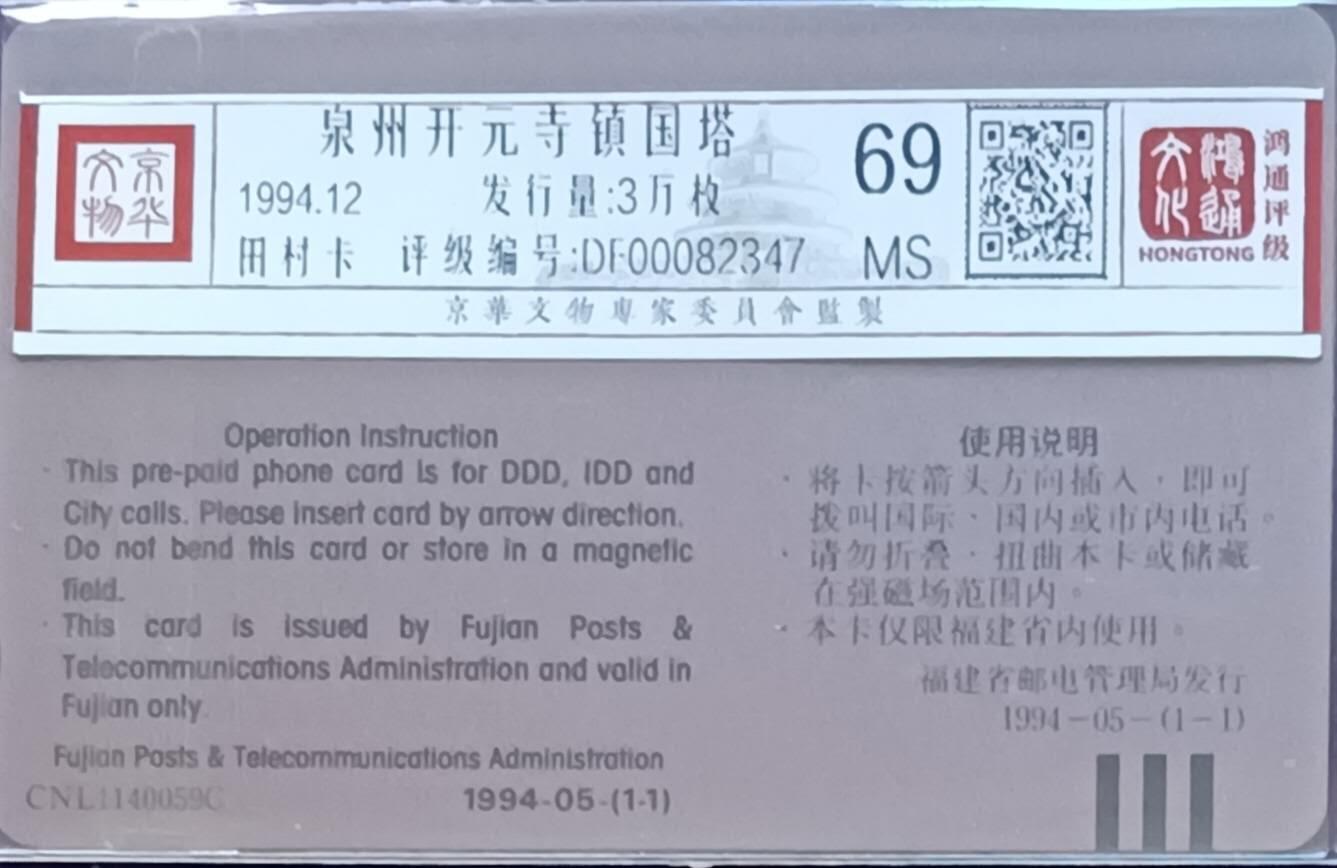 京华
文物
泉州开元寺镇国塔
1994.12 发行量:3万枚
田村卡 评级编号:DF00082347
69
MS
鸿通
文化
HONGTONG
鸿通评级
京華文物專家委員會監製
Operation Instruction
· This pre-paid phone card is for DDD, IDD and
City calls. Please insert card by arrow direction.
· Do not bend this card or store in a magnetic
field.
· This card is issued by Fujian Posts &
Telecommunications Administration and valid in
Fujian only.
Fujian Posts & Telecommunications Administration
CNL1140059G
1994-05-(1-1)
使用说明
· 将卡按箭头方向插入，即可
拨叫国际、国内或市内电话。
· 请勿折叠、扭曲本卡或储藏
在强磁场范围内。
· 本卡仅限福建省内使用。
福建省邮电管理局发行
1994－05－(1－1)